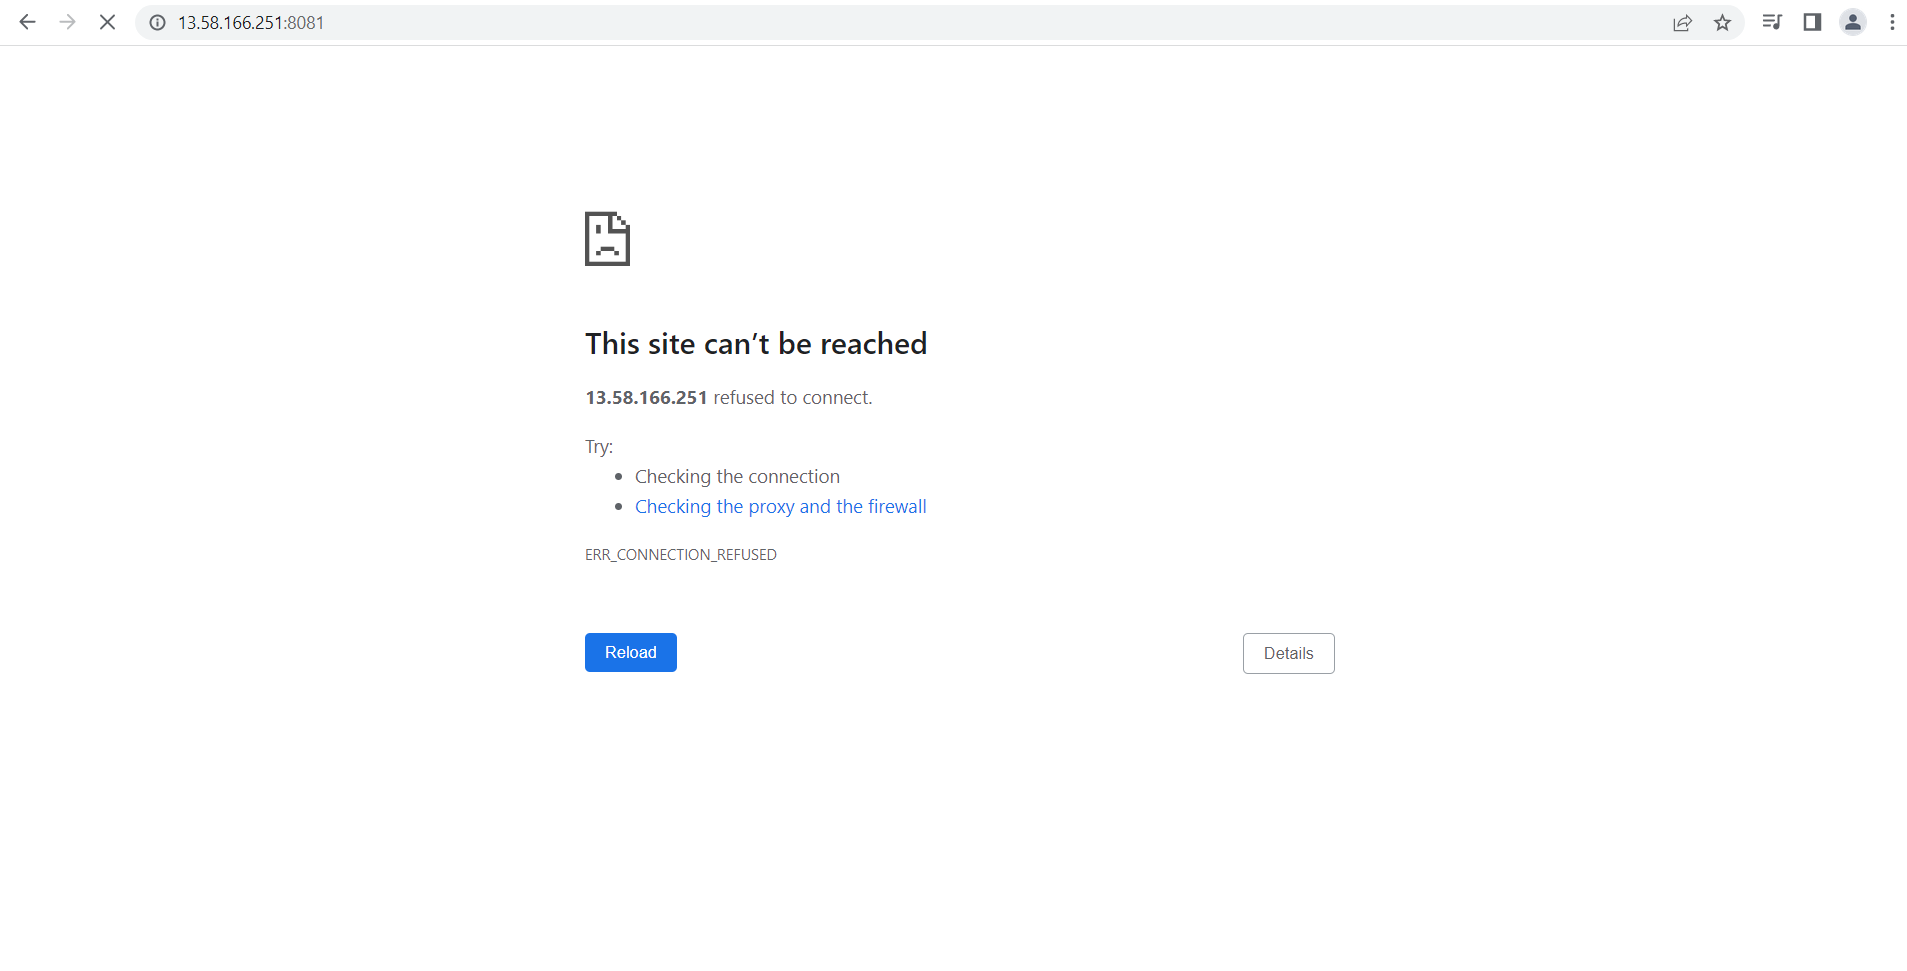 13.58.166.251:8081
This site can’t be reached
13.58.166.251 refused to connect.
Try:
• Checking the connection
• Checking the proxy and the firewall
ERR_CONNECTION_REFUSED
Reload
Details